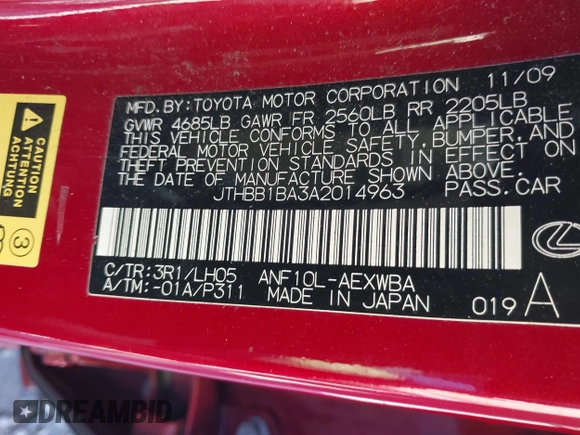 MFD.BY:TOYOTA MOTOR CORPORATION 11/09
GVWR 4685LB GAWR FR 2560LB RR 2205LB
THIS VEHICLE CONFORMS TO ALL APPLICABLE
FEDERAL MOTOR VEHICLE SAFETY,BUMPER,AND
THEFT PREVENTION STANDARDS IN EFFECT ON
THE DATE OF MANUFACTURE SHOWN ABOVE.
JTHBB1BA3A2014963 PASS.CAR
C/TR:3R1/LH05 ANF10L-AEXWBA
A/TM:-01A/P311 MADE IN JAPAN
019A
CAUTION
ATTENTION
ACHTUNG
3
DREAMBID